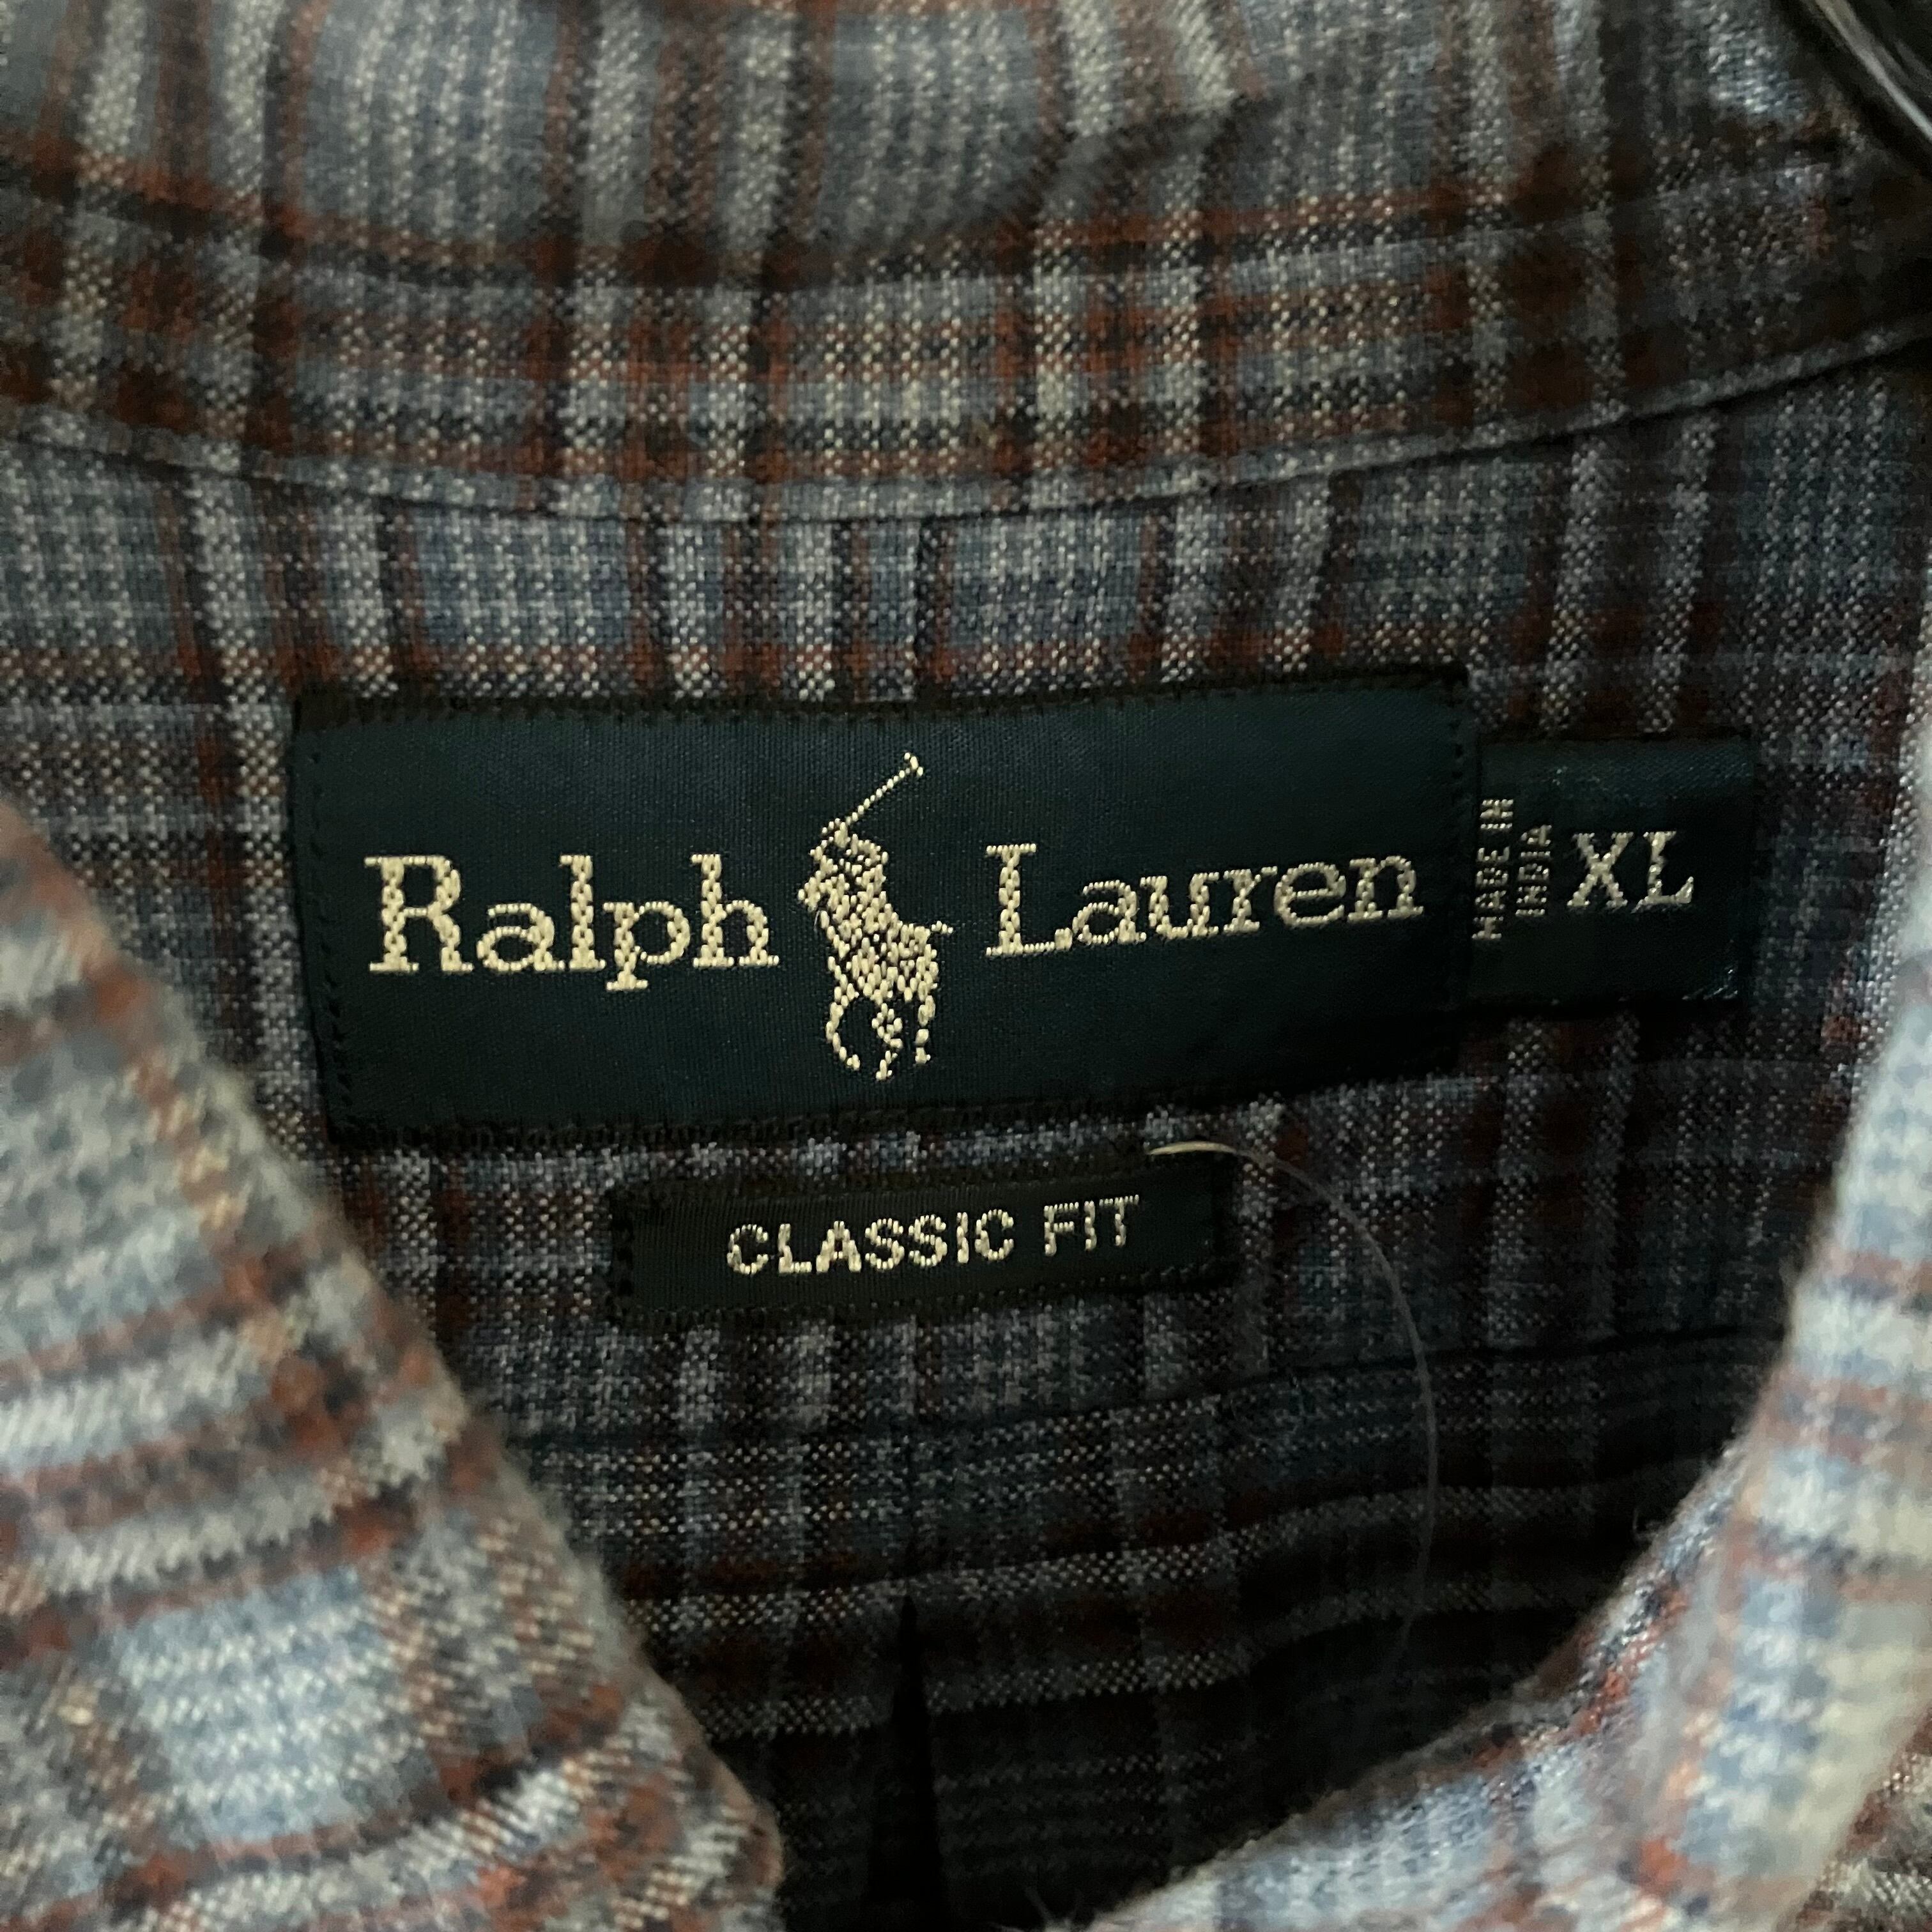 Ralph Lauren
MADE IN
INDIA
XL
CLASSIC FIT